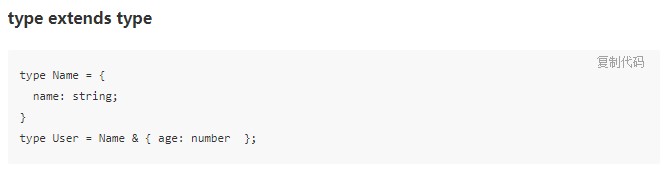 type extends type
复制代码
type Name = {
  name: string;
}
type User = Name & { age: number  };